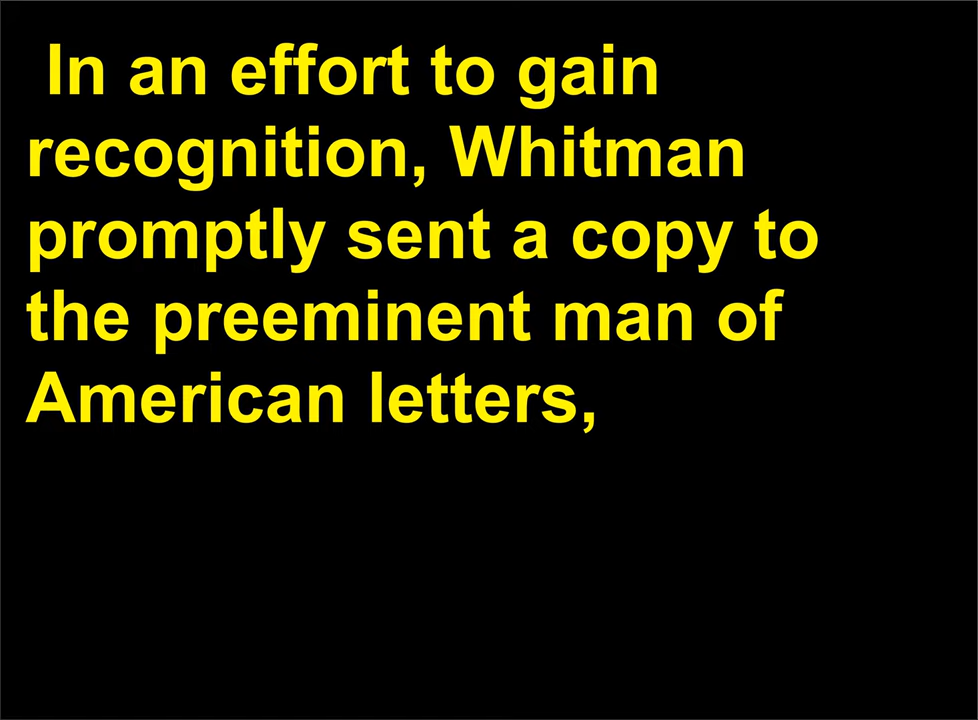 In an effort to gain
recognition, Whitman
promptly sent a copy to
the preeminent man of
American letters,